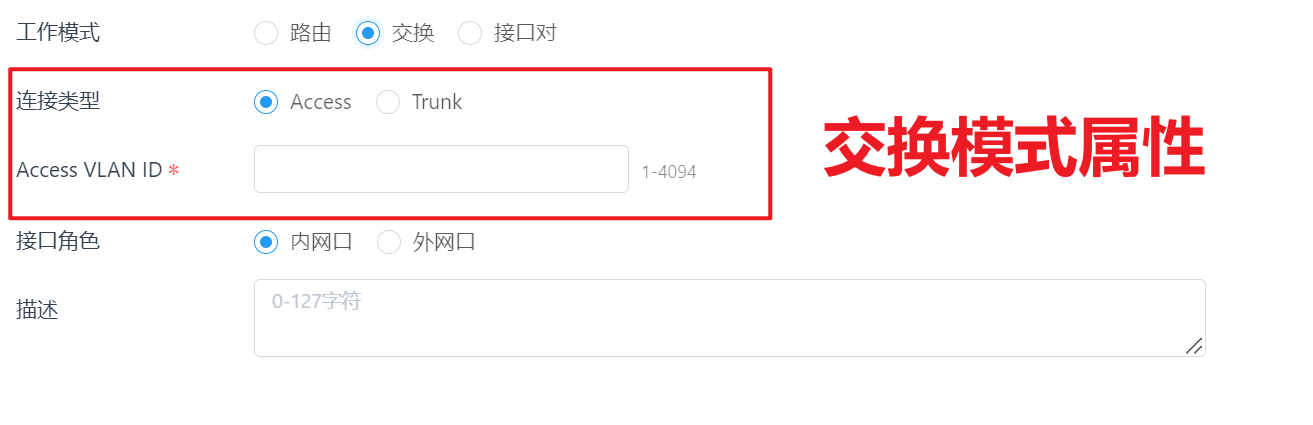 工作模式 路由 交换 接口对
连接类型 Access Trunk
交换模式属性
Access VLAN ID * 1-4094
接口角色 内网口 外网口
描述 0-127字符